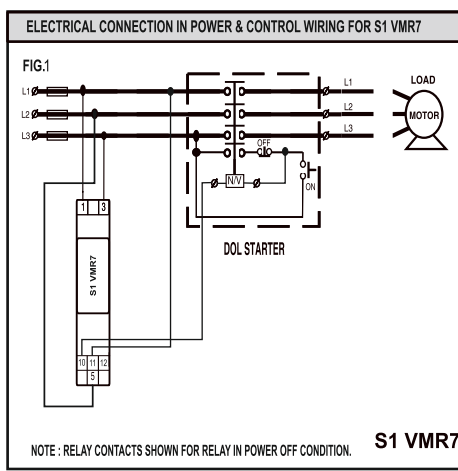 ELECTRICAL CONNECTION IN POWER & CONTROL WIRING FOR S1 VMR7
FIG.1
L1
L2
L3
L1
L2
L3
LOAD
MOTOR
OFF
ON
N/V
DOL STARTER
1 3
S1 VMR7
10 11 12
5
NOTE : RELAY CONTACTS SHOWN FOR RELAY IN POWER OFF CONDITION.
S1 VMR7